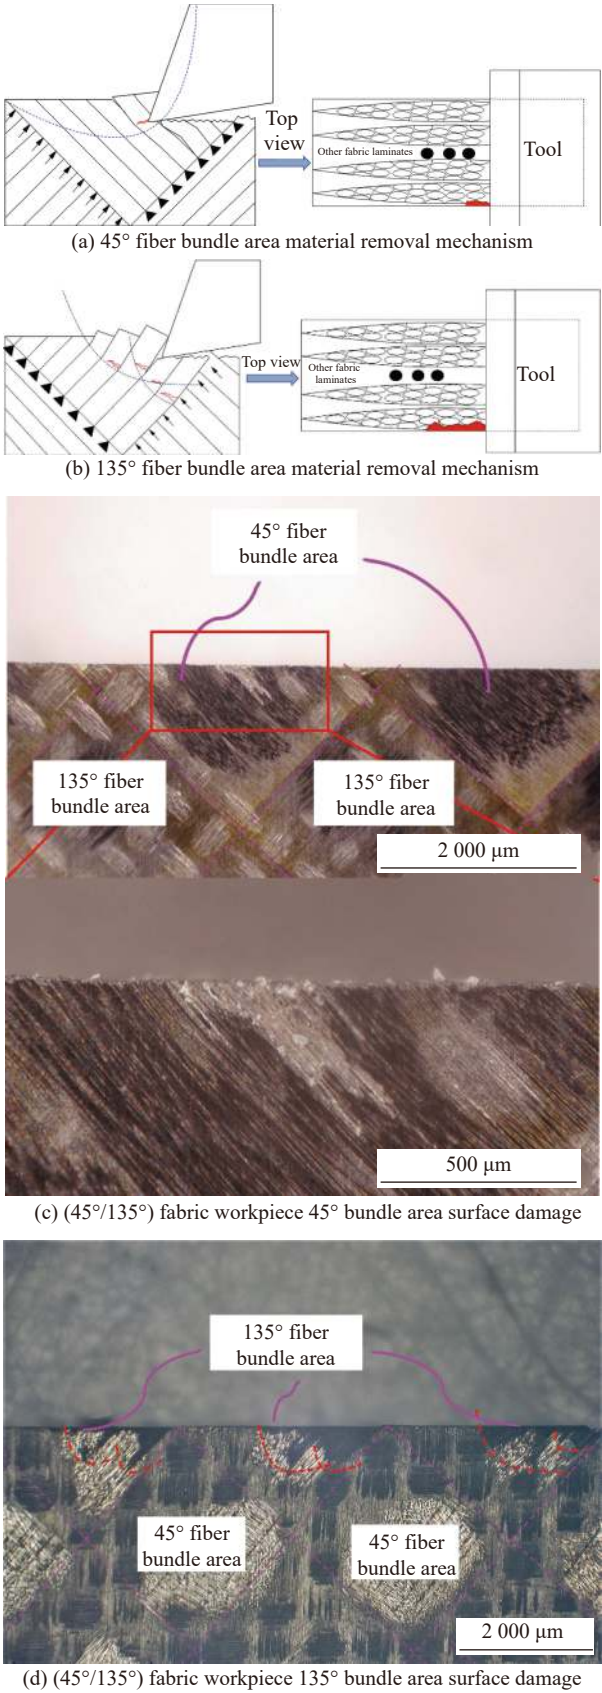 Top
view
Other fabric laminates
Tool
(a) 45° fiber bundle area material removal mechanism
Top view
Other fabric
laminates
Tool
(b) 135° fiber bundle area material removal mechanism
45° fiber
bundle area
135° fiber
bundle area
135° fiber
bundle area
2 000 μm
500 μm
(c) (45°/135°) fabric workpiece 45° bundle area surface damage
135° fiber
bundle area
45° fiber
bundle area
45° fiber
bundle area
2 000 μm
(d) (45°/135°) fabric workpiece 135° bundle area surface damage